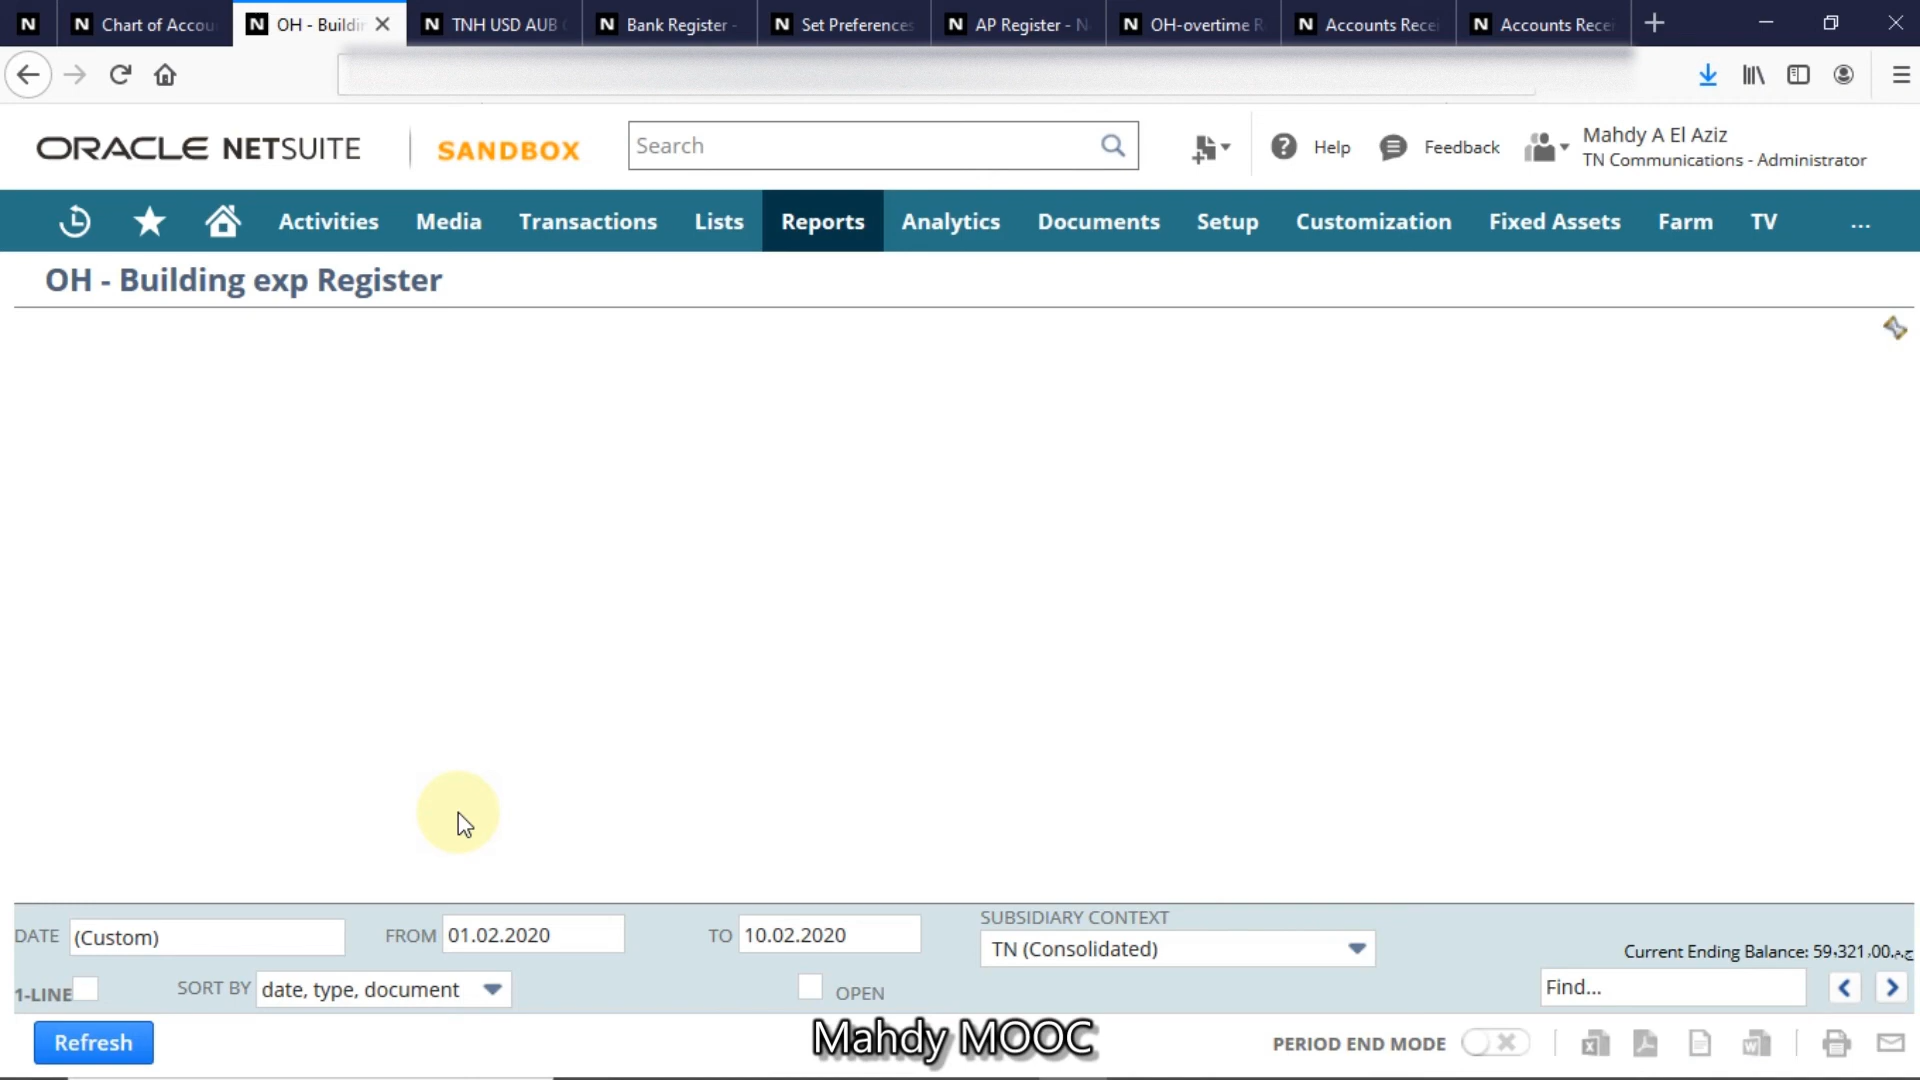 Chart of Accou
OH - Buildin
TNH USD AUB
Bank Register -
Set Preferences
AP Register - N
OH-overtime R
Accounts Rece
Accounts Rece
ORACLE NETSUITE
SANDBOX
Search
Help
Feedback
Mahdy A El Aziz
TN Communications - Administrator
Activities
Media
Transactions
Lists
Reports
Analytics
Documents
Setup
Customization
Fixed Assets
Farm
TV
...
OH - Building exp Register
DATE (Custom)
FROM 01.02.2020
TO 10.02.2020
SUBSIDIARY CONTEXT
TN (Consolidated)
Current Ending Balance: 59٬321٫00ج.م.
1-LINE
SORT BY date, type, document
OPEN
Find...
Refresh
Mahdy MOOC
PERIOD END MODE